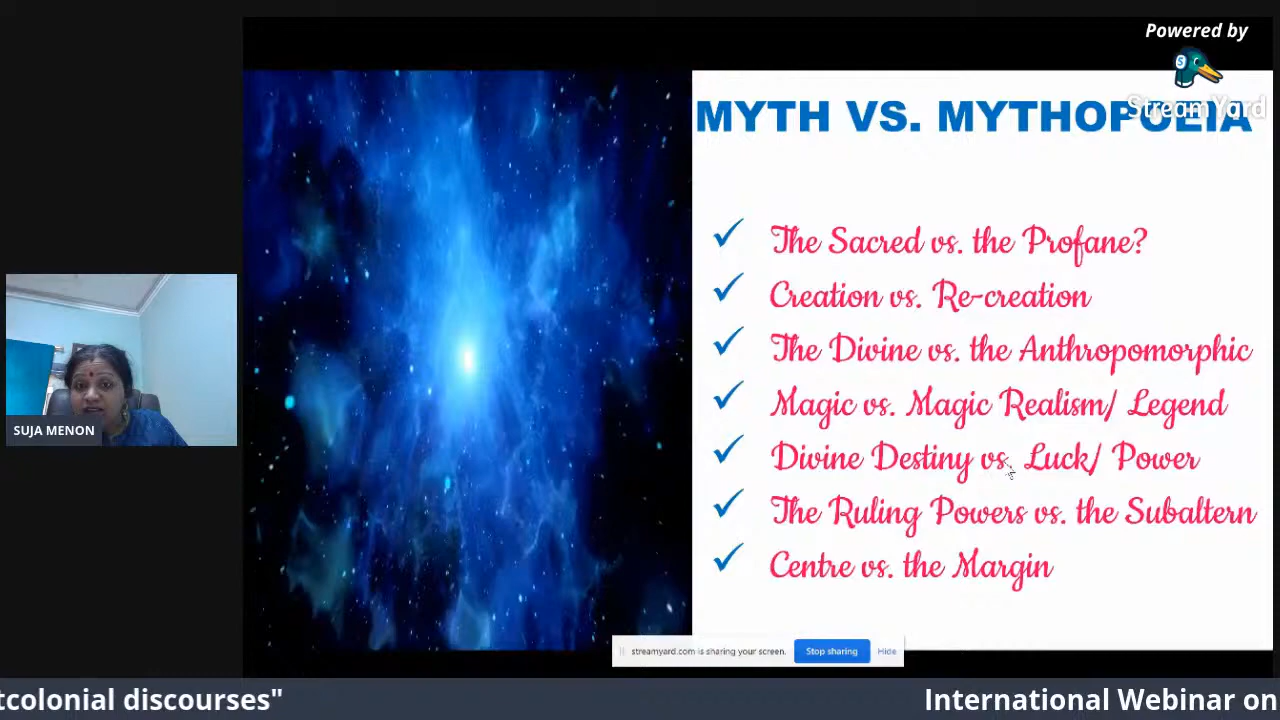 Powered by
StreamYard
MYTH VS. MYTHOPOEIA
The Sacred vs. the Profane?
Creation vs. Re-creation
The Divine vs. the Anthropomorphic
Magic vs. Magic Realism/ Legend
Divine Destiny vs. Luck/ Power
The Ruling Powers vs. the Subaltern
Centre vs. the Margin
SUJA MENON
streamyard.com is sharing your screen. Stop sharing Hide
tcolonial discourses" International Webinar on